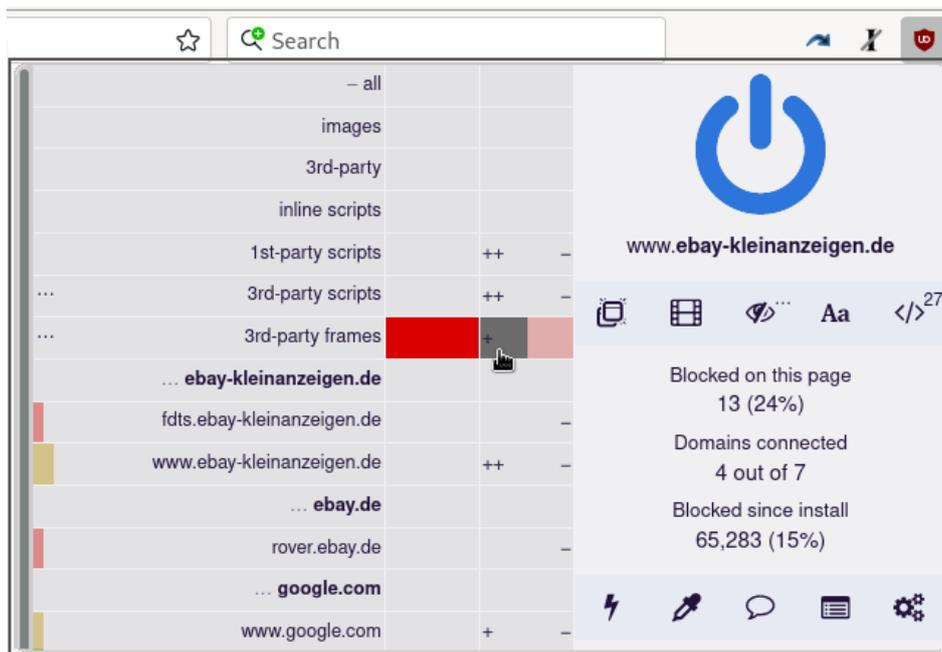 Search
– all
images
3rd-party
inline scripts
1st-party scripts ++ –
... 3rd-party scripts ++ –
... 3rd-party frames +
... ebay-kleinanzeigen.de
fdts.ebay-kleinanzeigen.de –
www.ebay-kleinanzeigen.de ++ –
... ebay.de
rover.ebay.de –
... google.com
www.google.com + –
www.ebay-kleinanzeigen.de
... Aa </> 27
Blocked on this page
13 (24%)
Domains connected
4 out of 7
Blocked since install
65,283 (15%)